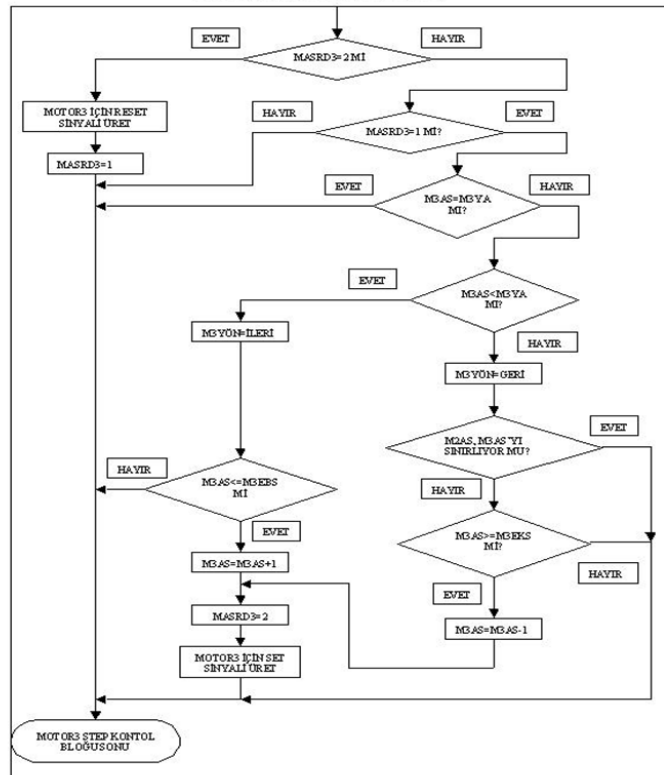 EVET
HAYIR
MASRD3=2 Mİ
MOTOR3 İÇİN RESET
SİNYALİ ÜRET
HAYIR
EVET
MASRD3=1 Mİ?
MASRD3=1
EVET
HAYIR
M3AS=M3YA
MI?
EVET
M3AS<M3YA
MI?
M3YÖN=İLERİ
HAYIR
M3YÖN=GERİ
EVET
M2AS, M3AS'YI
SINIRLIYOR MU?
HAYIR
M3AS<=M3EBS
Mİ
HAYIR
EVET
M3AS>=M3EKS
Mİ?
M3AS=M3AS+1
HAYIR
EVET
MASRD3=2
M3AS=M3AS-1
MOTOR3 İÇİN SET
SİNYALİ ÜRET
MOTOR3 STEP KONTOL
BLOĞU SONU